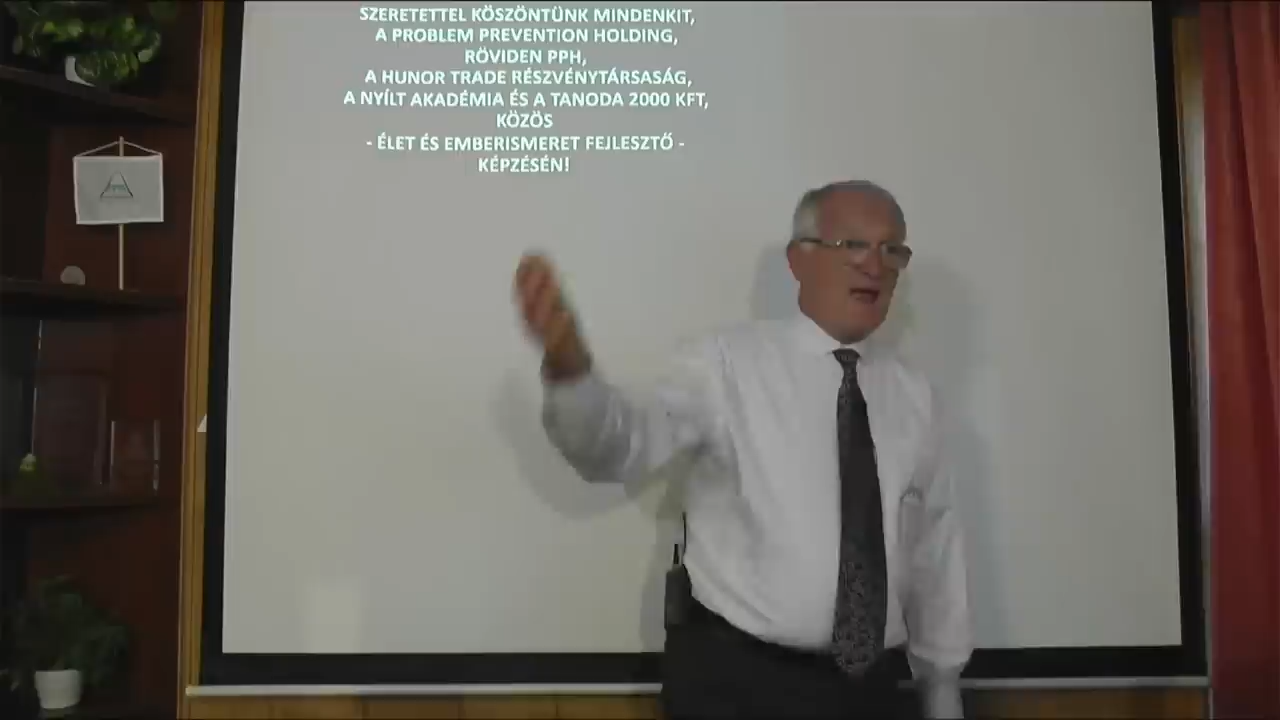 SZERETETTEL KÖSZÖNTÜNK MINDENKIT,
A PROBLEM PREVENTION HOLDING,
RÖVIDEN PPH,
A HUNOR TRADE RÉSZVÉNYTÁRSASÁG,
A NYÍLT AKADÉMIA ÉS A TANODA 2000 KFT,
KÖZÖS
- ÉLET ÉS EMBERISMERET FEJLESZTŐ -
KÉPZÉSÉN!